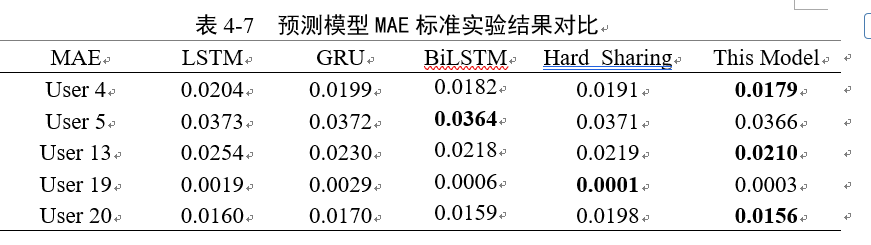 表 4-7 预测模型 MAE 标准实验结果对比
MAE LSTM GRU BiLSTM Hard Sharing This Model
User 4 0.0204 0.0199 0.0182 0.0191 0.0179
User 5 0.0373 0.0372 0.0364 0.0371 0.0366
User 13 0.0254 0.0230 0.0218 0.0219 0.0210
User 19 0.0019 0.0029 0.0006 0.0001 0.0003
User 20 0.0160 0.0170 0.0159 0.0198 0.0156